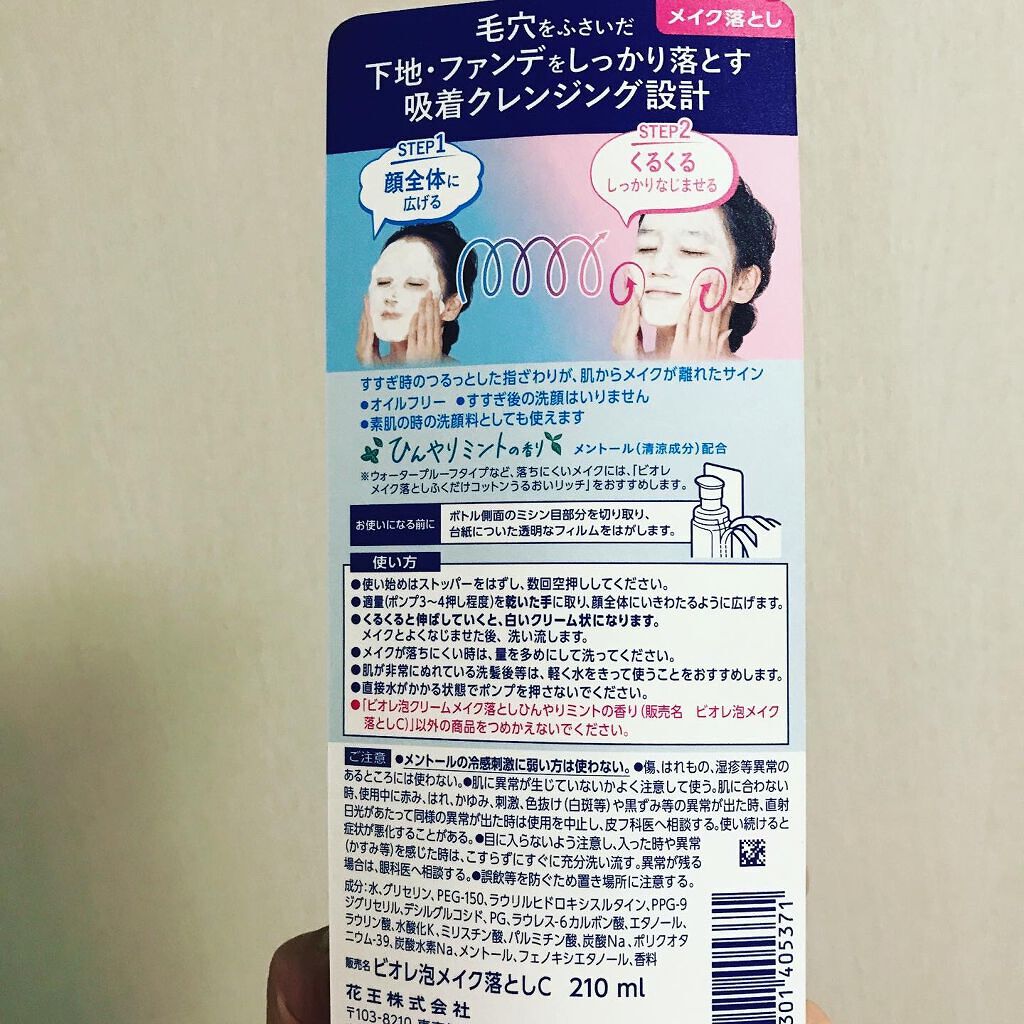 メイク落とし
毛穴をふさいだ
下地・ファンデをしっかり落とす
吸着クレンジング設計
STEP1
顔全体に
広げる
STEP2
くるくる
しっかりなじませる
すすぎ時のつるっとした指ざわりが、肌からメイクが離れたサイン
●オイルフリー ●すすぎ後の洗顔はいりません
●素肌の時の洗顔料としても使えます
ひんやりミントの香り メントール(清涼成分)配合
※ウォータープルーフタイプなど、落ちにくいメイクには、「ビオレ
メイク落としふくだけコットンうるおいリッチ」をおすすめします。
お使いになる前に
ボトル側面のミシン目部分を切り取り、
台紙についた透明なフィルムをはがします。
使い方
●使い始めはストッパーをはずし、数回空押ししてください。
●適量(ポンプ3〜4押し程度)を乾いた手に取り、顔全体にいきわたるように広げます。
●くるくると伸ばしていくと、白いクリーム状になります。
メイクとよくなじませた後、洗い流します。
●メイクが落ちにくい時は、量を多めにして洗ってください。
●肌が非常にぬれている洗髪後等は、軽く水をきって使うことをおすすめします。
●直接水がかかる状態でポンプを押さないでください。
●「ビオレ泡クリームメイク落としひんやりミントの香り(販売名 ビオレ泡メイク
落としC)」以外の商品をつめかえないでください。
ご注意 ●メントールの冷感刺激に弱い方は使わない。●傷、はれもの、湿疹等異常の
あるところには使わない。●肌に異常が生じていないかよく注意して使う。肌に合わない
時、使用中に赤み、はれ、かゆみ、刺激、色抜け(白斑等)や黒ずみ等の異常が出た時、直射
日光があたって同様の異常が出た時は使用を中止し、皮フ科医へ相談する。使い続けると
症状が悪化することがある。●目に入らないよう注意し、入った時や異常
(かすみ等)を感じた時は、こすらずにすぐに充分洗い流す。異常が残る
場合は、眼科医へ相談する。●誤飲等を防ぐため置き場所に注意する。
成分:水、グリセリン、PEG-150、ラウリルヒドロキシスルタイン、PPG-9
ジグリセリル、デシルグルコシド、PG、ラウレス-6カルボン酸、エタノール、
ラウリン酸、水酸化K、ミリスチン酸、パルミチン酸、炭酸Na、ポリクオタ
ニウム-39、炭酸水素Na、メントール、フェノキシエタノール、香料
販売名 ビオレ泡メイク落としC 210 ml
花王株式会社
〒103-8210
301 405371